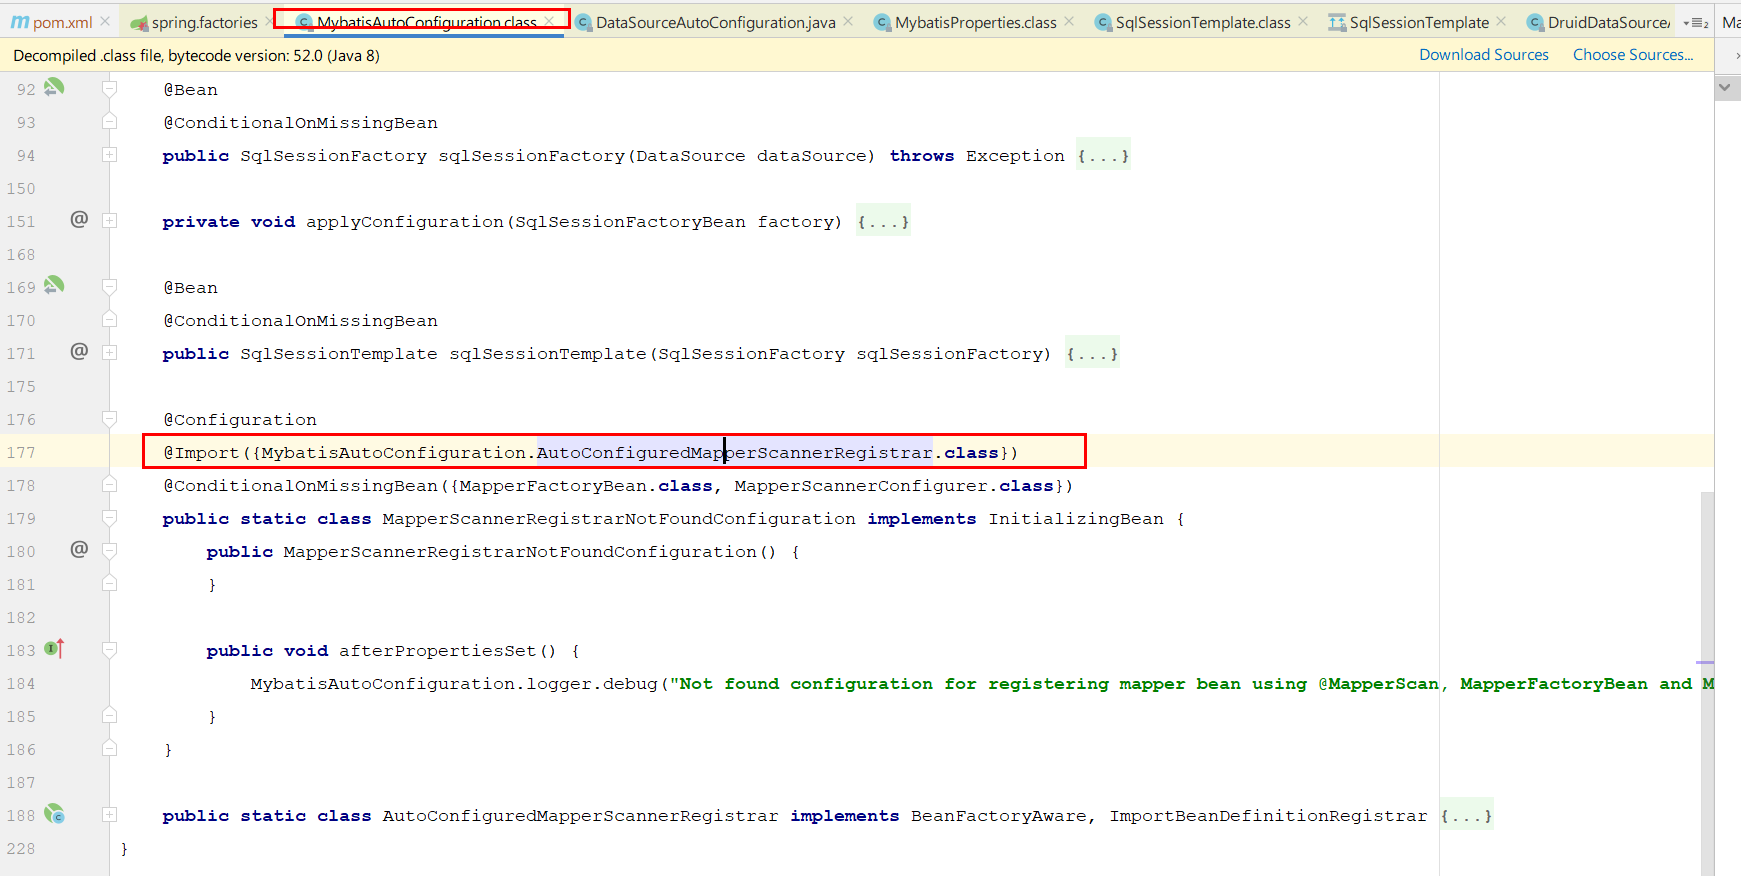 pom.xml spring.factories MybatisAutoConfiguration.class DataSourceAutoConfiguration.java MybatisProperties.class SqlSessionTemplate.class SqlSessionTemplate DruidDataSource Ma
Decompiled .class file, bytecode version: 52.0 (Java 8) Download Sources Choose Sources...
92 @Bean
93 @ConditionalOnMissingBean
94 public SqlSessionFactory sqlSessionFactory(DataSource dataSource) throws Exception {...}
150
151 @ private void applyConfiguration(SqlSessionFactoryBean factory) {...}
168
169 @Bean
170 @ConditionalOnMissingBean
171 @ public SqlSessionTemplate sqlSessionTemplate(SqlSessionFactory sqlSessionFactory) {...}
175
176 @Configuration
177 @Import({MybatisAutoConfiguration.AutoConfiguredMapperScannerRegistrar.class})
178 @ConditionalOnMissingBean({MapperFactoryBean.class, MapperScannerConfigurer.class})
179 public static class MapperScannerRegistrarNotFoundConfiguration implements InitializingBean {
180 @ public MapperScannerRegistrarNotFoundConfiguration() {
181 }
182
183 public void afterPropertiesSet() {
184 MybatisAutoConfiguration.logger.debug("Not found configuration for registering mapper bean using @MapperScan, MapperFactoryBean and M
185 }
186 }
187
188 public static class AutoConfiguredMapperScannerRegistrar implements BeanFactoryAware, ImportBeanDefinitionRegistrar {...}
228 }